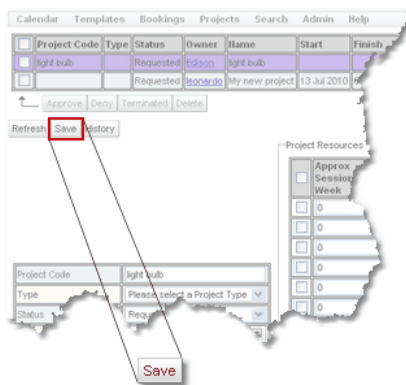 Calendar Templates Bookings Projects Search Admin Help
Project Code Type Status Owner Name Start Finish
light bulb Requested Edison light bulb
Requested leonardo My new project 13 Jul 2010
Approve Deny Terminated Delete
Refresh Save History
Project Resources
Approx
Session
Week
0
0
0
0
0
0
Project Code light bulb
Type Please select a Project Type
Status
Save